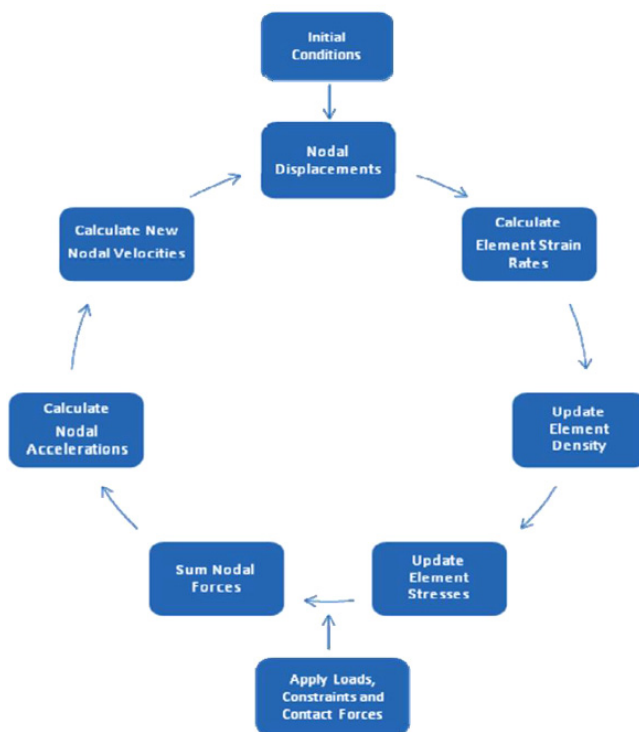 Initial
Conditions
Nodal
Displacements
Calculate
Element Strain
Rates
Update
Element
Density
Update
Element
Stresses
Apply Loads,
Constraints and
Contact Forces
Sum Nodal
Forces
Calculate
Nodal
Accelerations
Calculate New
Nodal Velocities